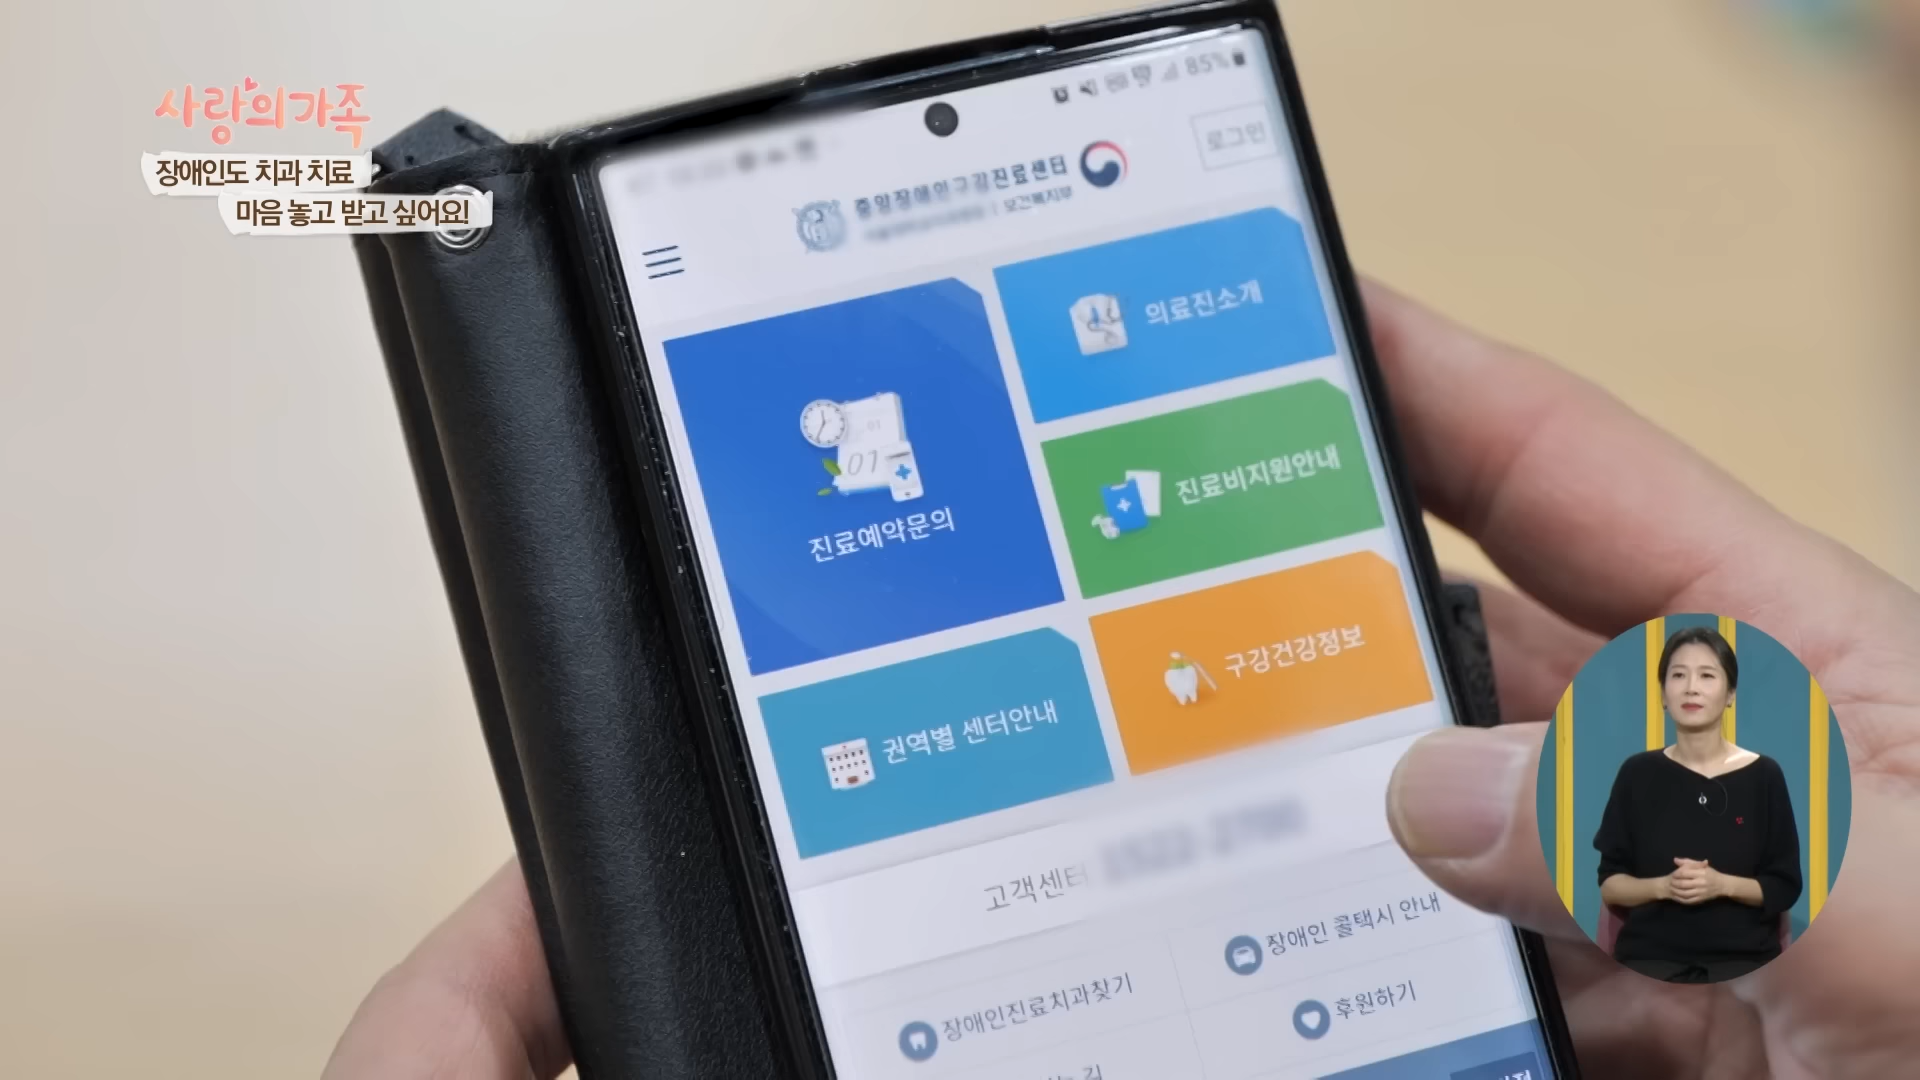 사랑의 가족
장애인도 치과 치료
마음 놓고 받고 싶어요!
85%
로그인
중앙장애인구강진료센터
보건복지부
의료진소개
01
진료예약문의
진료비지원안내
구강건강정보
권역별 센터안내
고객센터
장애인 콜택시 안내
장애인진료치과찾기
후원하기